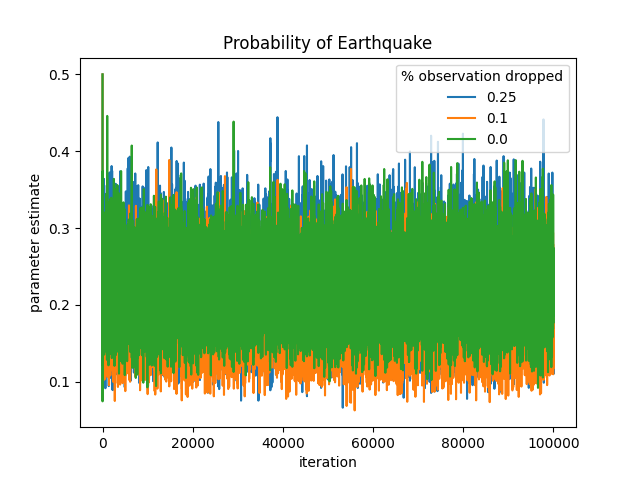 Probability of Earthquake
% observation dropped
0.25
0.1
0.0
0.5
0.4
0.3
0.2
0.1
parameter estimate
0 20000 40000 60000 80000 100000
iteration